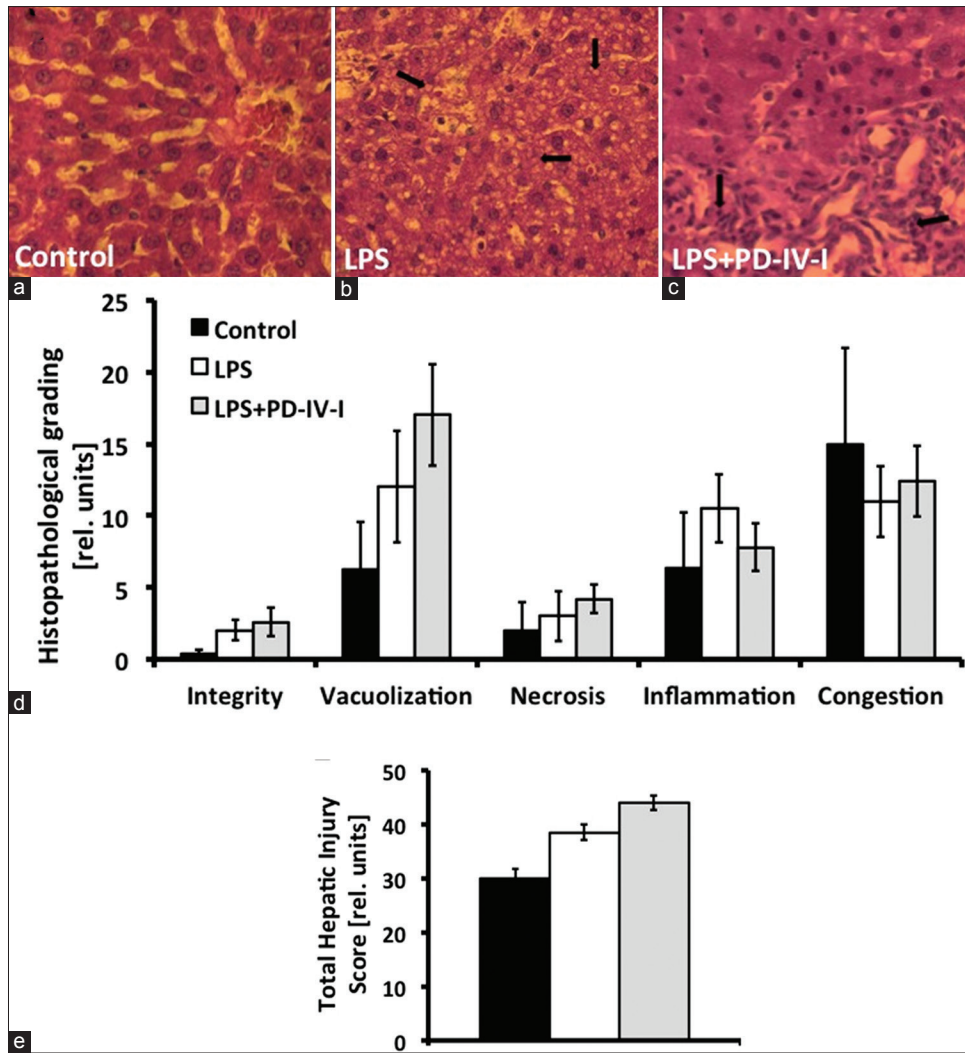 Control
LPS
LPS+PD-IV-I
a
b
c
Histopathological grading
[rel. units]
25
20
15
10
5
0
Control
LPS
LPS+PD-IV-I
Integrity
Vacuolization
Necrosis
Inflammation
Congestion
d
Total Hepatic Injury
Score [rel. units]
50
40
30
20
10
0
e